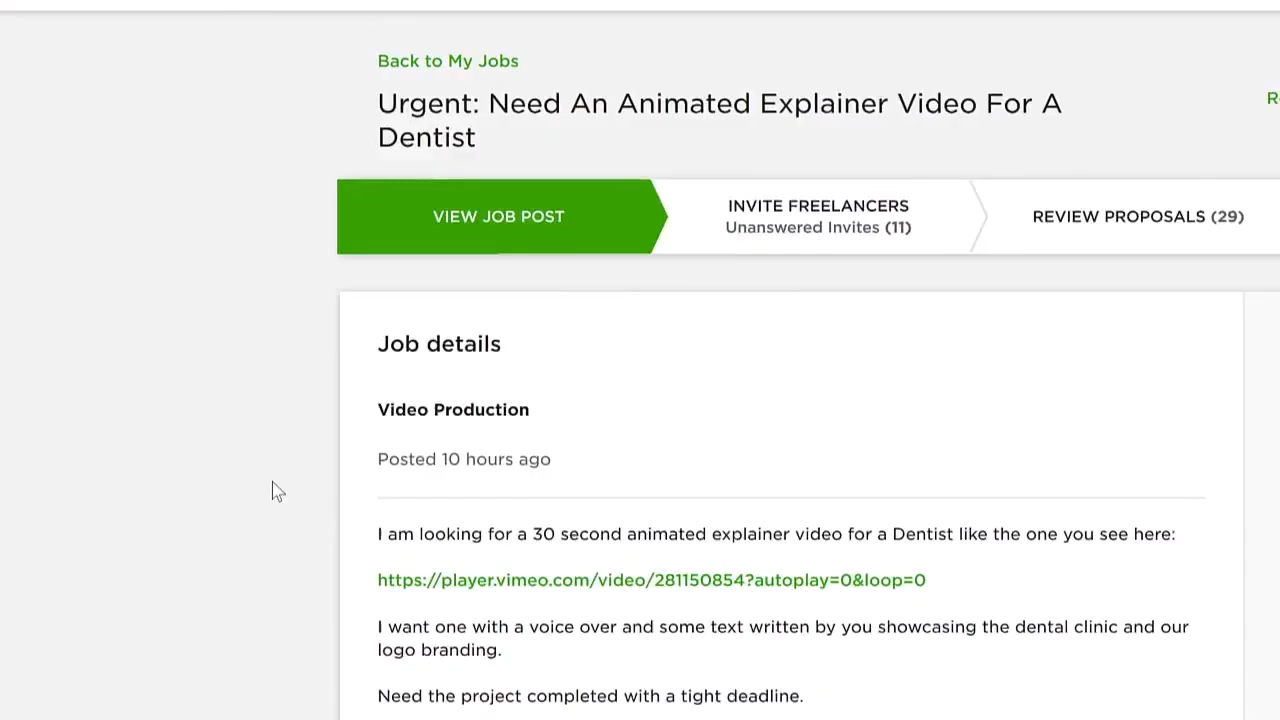 Back to My Jobs
Urgent: Need An Animated Explainer Video For A
Dentist
VIEW JOB POST
INVITE FREELANCERS
Unanswered Invites (11)
REVIEW PROPOSALS (29)
Job details
Video Production
Posted 10 hours ago
I am looking for a 30 second animated explainer video for a Dentist like the one you see here:
https://player.vimeo.com/video/281150854?autoplay=0&loop=0
I want one with a voice over and some text written by you showcasing the dental clinic and our
logo branding.
Need the project completed with a tight deadline.